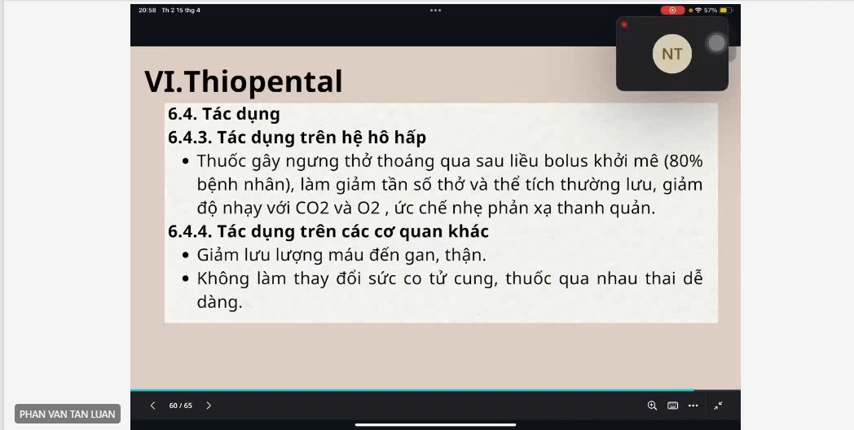 20:58 Th 2 15 thg 4
57%
NT
VI.Thiopental
6.4. Tác dụng
6.4.3. Tác dụng trên hệ hô hấp
• Thuốc gây ngưng thở thoáng qua sau liều bolus khởi mê (80%
bệnh nhân), làm giảm tần số thở và thể tích thường lưu, giảm
độ nhạy với CO2 và O2 , ức chế nhẹ phản xạ thanh quản.
6.4.4. Tác dụng trên các cơ quan khác
• Giảm lưu lượng máu đến gan, thận.
• Không làm thay đổi sức co tử cung, thuốc qua nhau thai dễ
dàng.
60 / 65
PHAN VAN TAN LUAN